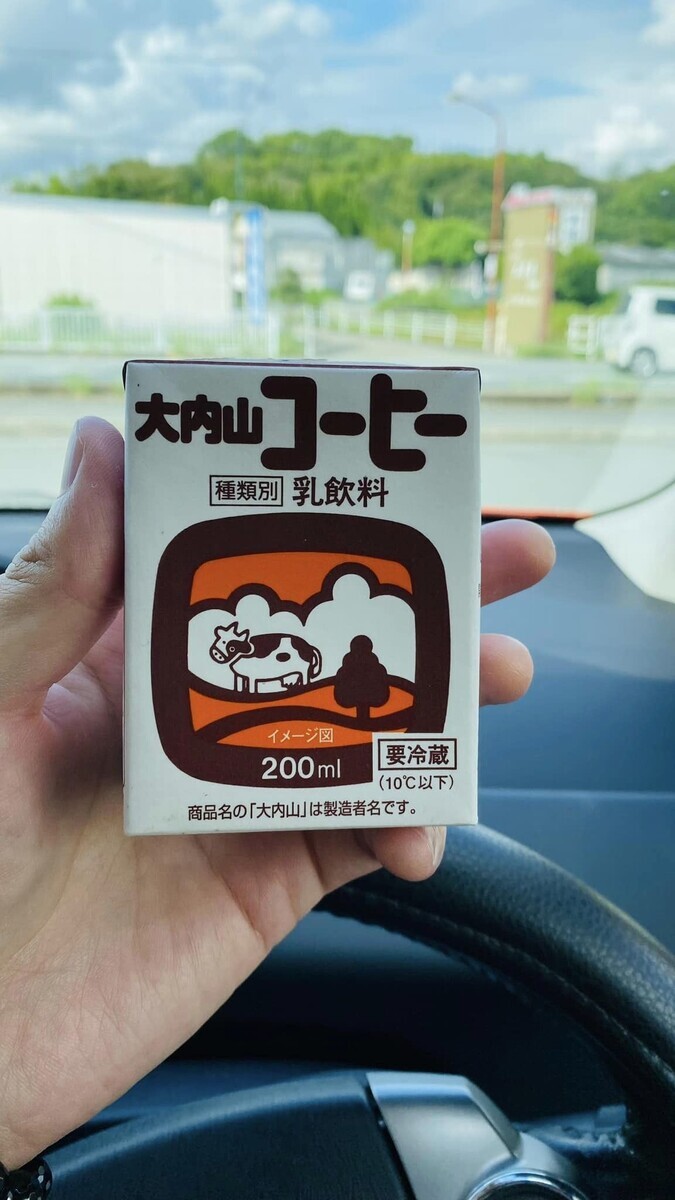 大内山コーヒー
種類別 乳飲料
イメージ図
200ml
要冷蔵
(10℃以下)
商品名の「大内山」は製造者名です。